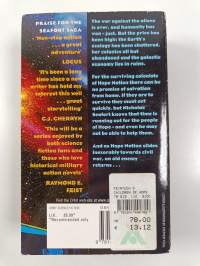 PRAISE FOR THE
SEAFORT SAGA
'Non-stop action
... a great
adventure'
LOCUS
'It's been a long
time since a new
writer has held my
interest this well
... great
storytelling'
C.J. CHERRYH
'This will be a
series enjoyed by
both science
fiction fans and
those who love
historical military
action novels'
RAYMOND E.
FEIST
The war against the aliens
is over, and humanity has
won - just. But the price has
been high: the Earth's
ecology has been shattered,
her colonies all but
abandoned and the galactic
economy lies in ruins.
For the surviving colonists
of Hope Nation there can
be no promise of salvation
from home. If they are to
survive they must act
quickly. but Nicholas
Seafort knows that time is
running out for the people
of Hope - and even he may
not be able to help them.
And as Hope Nation slides
inexorably towards civil
war, an old enemy
returns ...
U.K. £6.99*
*Recommended only
CHILDREN OF HOPE
78.00
€ 13.12